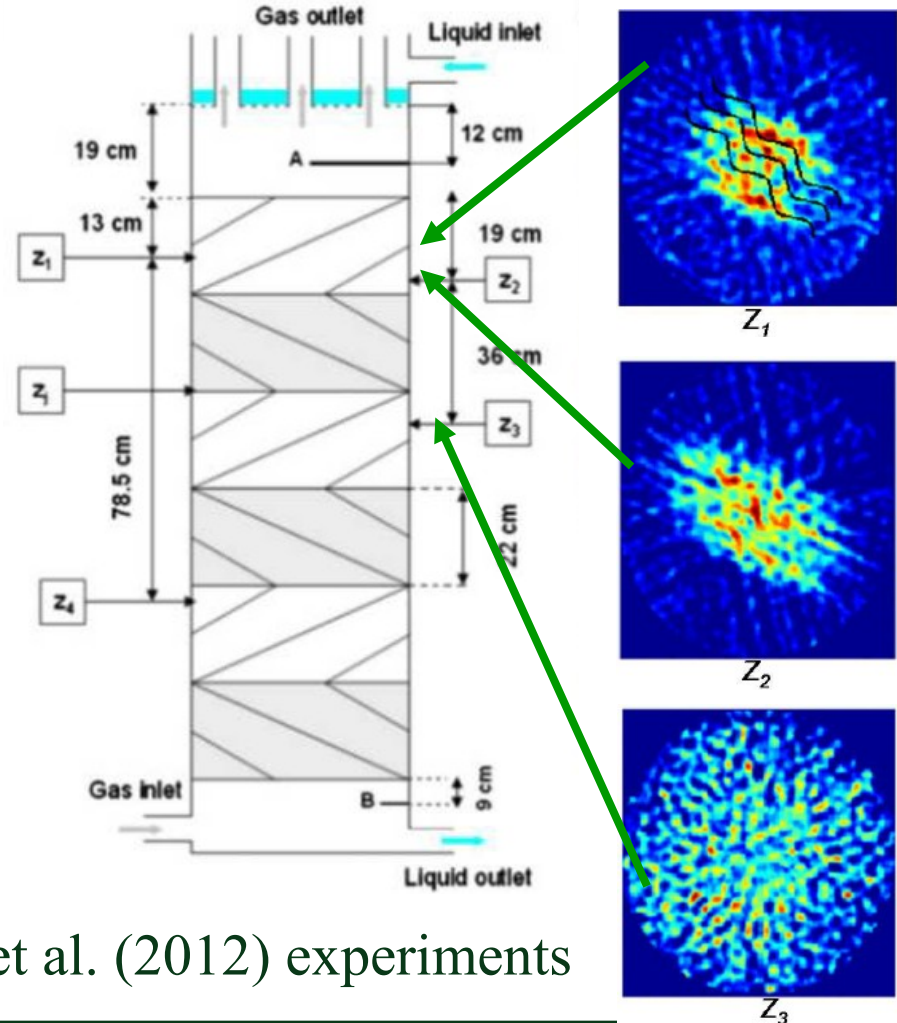 Gas outlet
Liquid inlet
19 cm
12 cm
A
13 cm
19 cm
z1
z2
36 cm
zj
z3
78.5 cm
22 cm
z4
Gas inlet
B
9 cm
Liquid outlet
Z1
Z2
Z3
et al. (2012) experiments